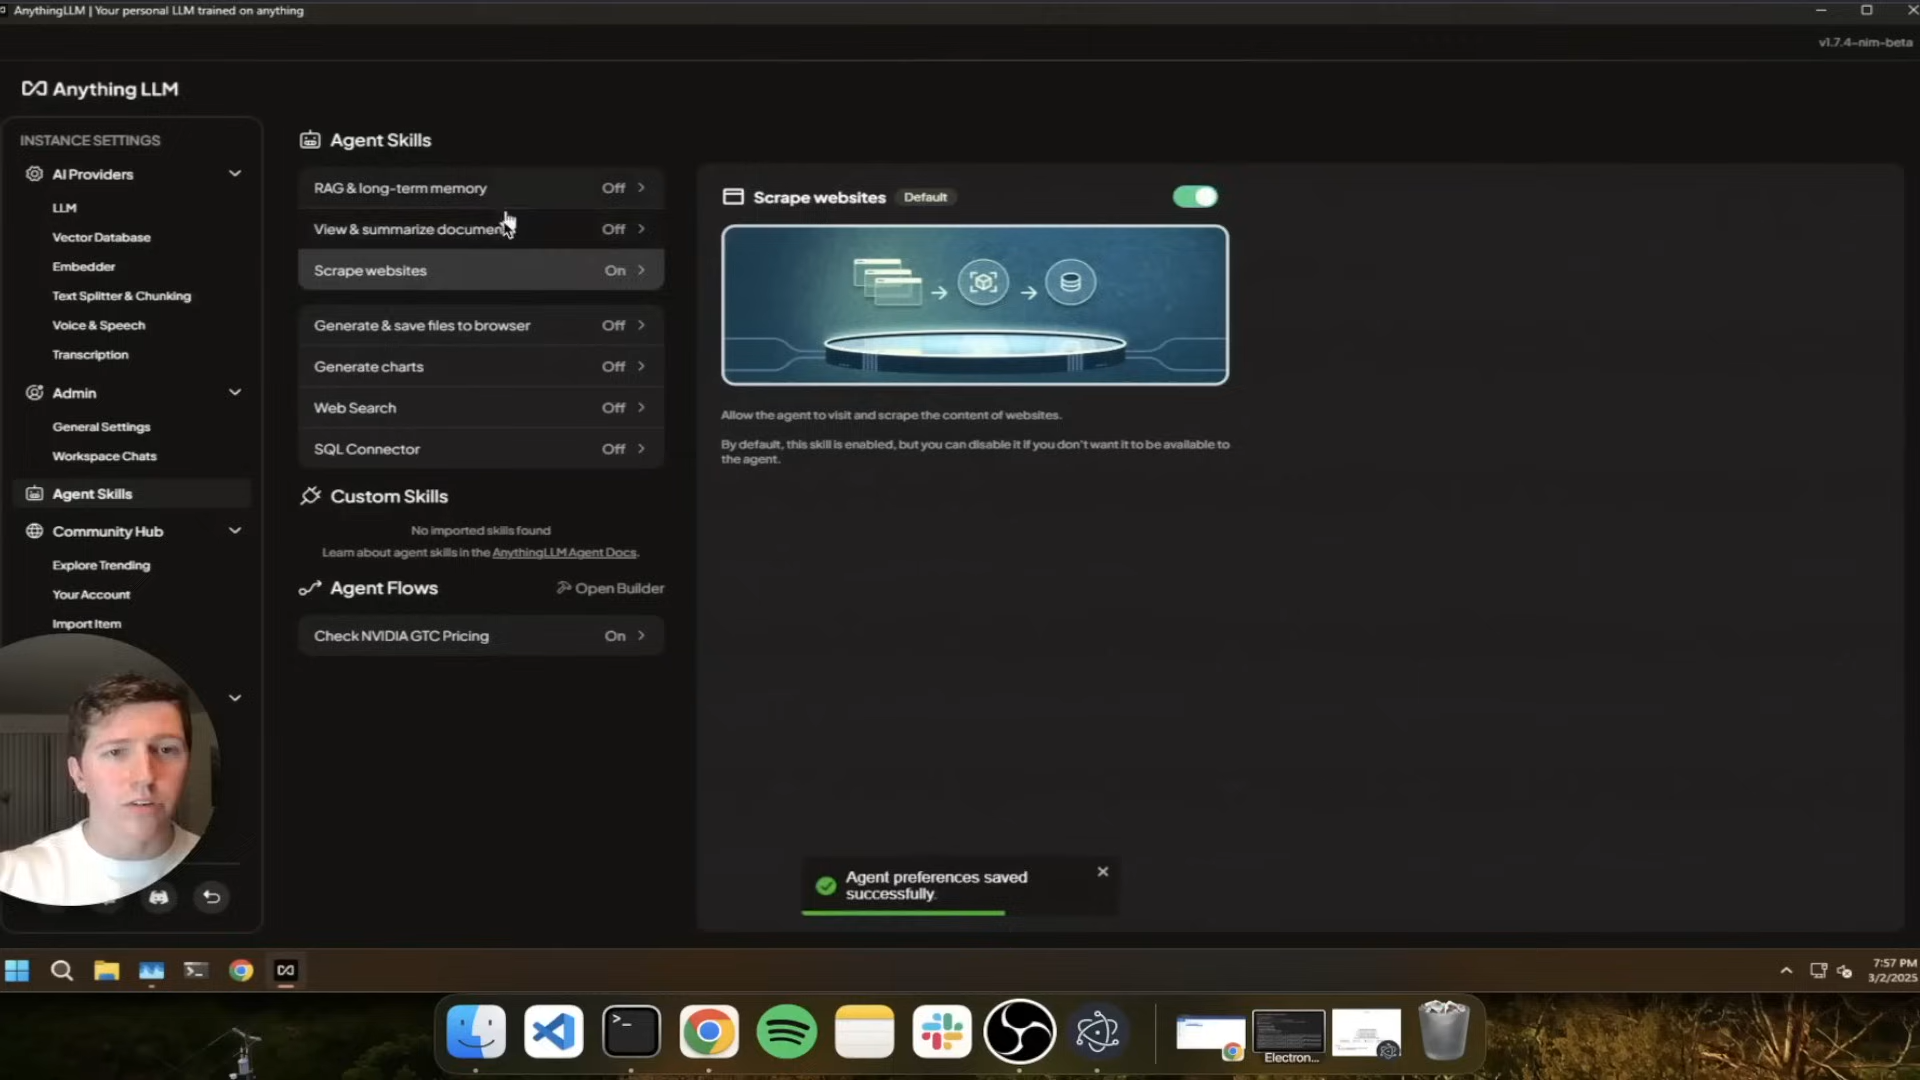 AnythingLLM | Your personal LLM trained on anything
v1.7.4-nim-beta
Anything LLM
INSTANCE SETTINGS
AI Providers
LLM
Vector Database
Embedder
Text Splitter & Chunking
Voice & Speech
Transcription
Admin
General Settings
Workspace Chats
Agent Skills
Community Hub
Explore Trending
Your Account
Import Item
Agent Skills
RAG & long-term memory Off
View & summarize documen Off
Scrape websites On
Generate & save files to browser Off
Generate charts Off
Web Search Off
SQL Connector Off
Custom Skills
No imported skills found
Learn about agent skills in the AnythingLLM Agent Docs.
Agent Flows Open Builder
Check NVIDIA GTC Pricing On
Scrape websites Default
Allow the agent to visit and scrape the content of websites.
By default, this skill is enabled, but you can disable it if you don't want it to be available to
the agent.
Agent preferences saved
successfully.
7:57 PM
3/2/2025
Electron...